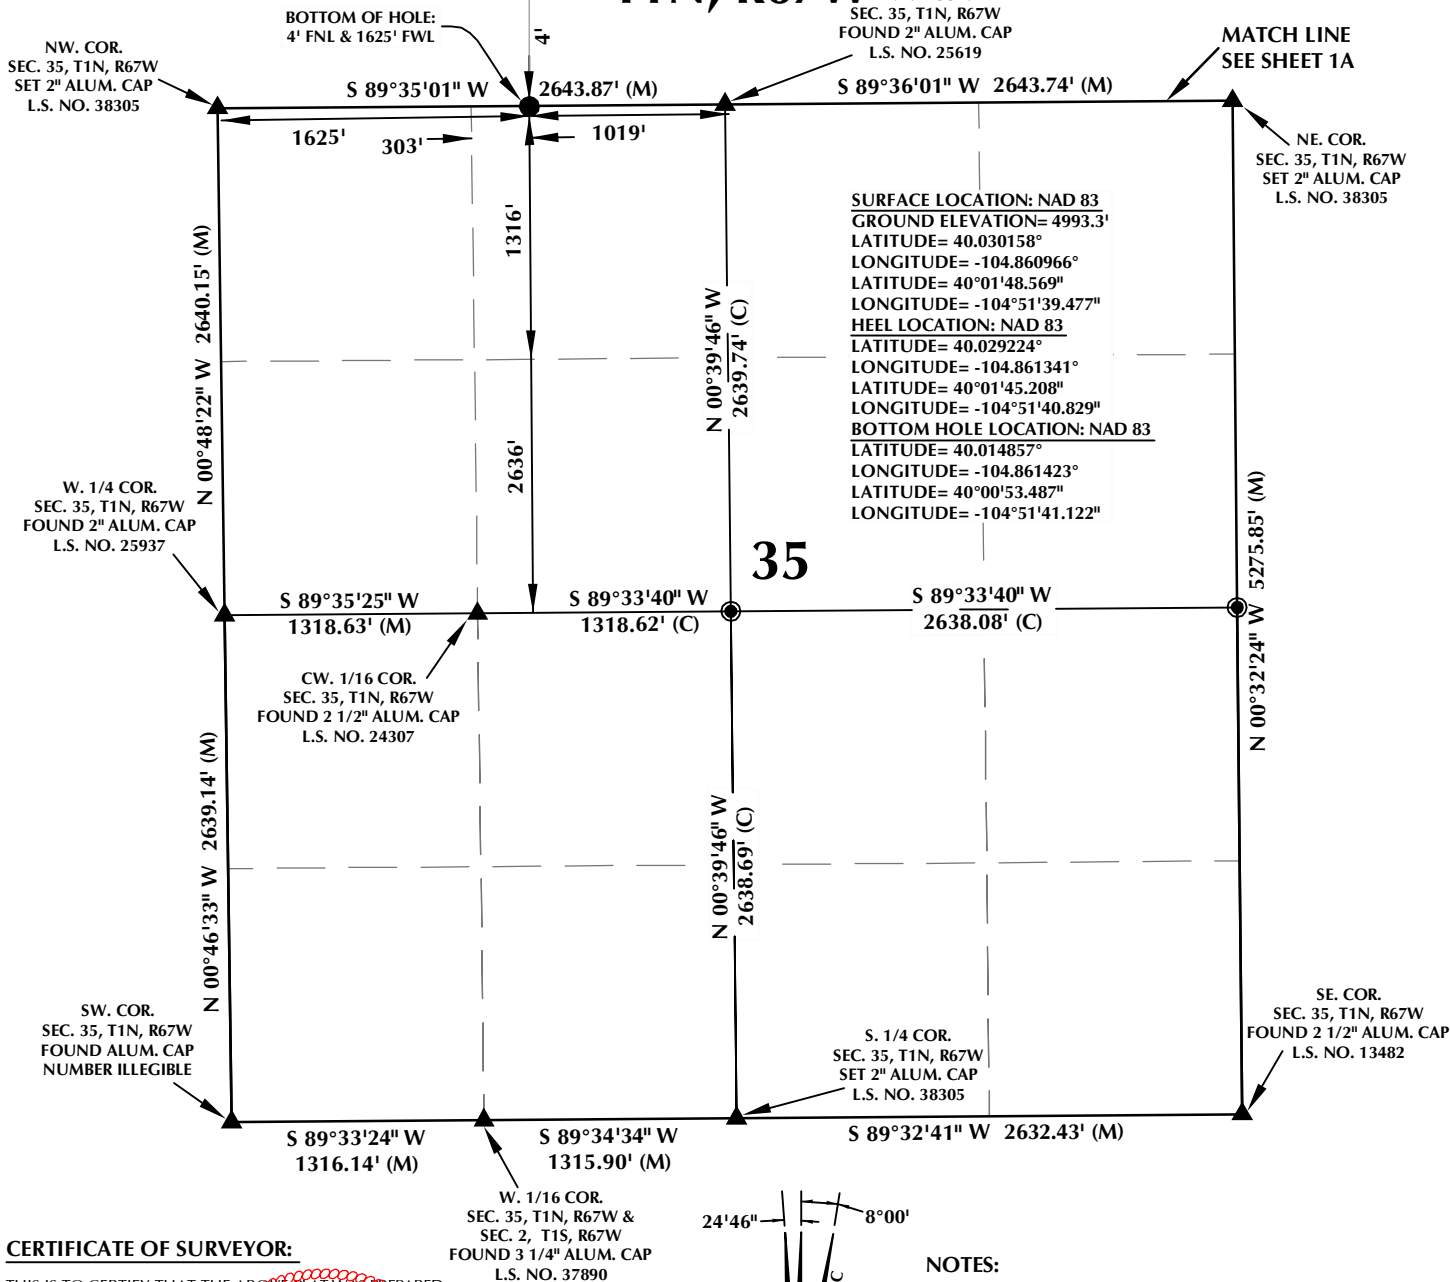 T1N, R67W
BOTTOM OF HOLE:
4' FNL & 1625' FWL
4'
SEC. 35, T1N, R67W
FOUND 2" ALUM. CAP
L.S. NO. 25619
MATCH LINE
SEE SHEET 1A
NW. COR.
SEC. 35, T1N, R67W
SET 2" ALUM. CAP
L.S. NO. 38305
S 89°35'01" W
2643.87' (M)
S 89°36'01" W 2643.74' (M)
1625'
303'
1019'
NE. COR.
SEC. 35, T1N, R67W
SET 2" ALUM. CAP
L.S. NO. 38305
1316'
2636'
N 00°48'22" W 2640.15' (M)
N 00°39'46" W
2639.74' (C)
SURFACE LOCATION: NAD 83
GROUND ELEVATION= 4993.3'
LATITUDE= 40.030158°
LONGITUDE= -104.860966°
LATITUDE= 40°01'48.569"
LONGITUDE= -104°51'39.477"
HEEL LOCATION: NAD 83
LATITUDE= 40.029224°
LONGITUDE= -104.861341°
LATITUDE= 40°01'45.208"
LONGITUDE= -104°51'40.829"
BOTTOM HOLE LOCATION: NAD 83
LATITUDE= 40.014857°
LONGITUDE= -104.861423°
LATITUDE= 40°00'53.487"
LONGITUDE= -104°51'41.122"
N 00°32'24" W 5275.85' (M)
W. 1/4 COR.
SEC. 35, T1N, R67W
FOUND 2" ALUM. CAP
L.S. NO. 25937
35
S 89°35'25" W
1318.63' (M)
S 89°33'40" W
1318.62' (C)
S 89°33'40" W
2638.08' (C)
CW. 1/16 COR.
SEC. 35, T1N, R67W
FOUND 2 1/2" ALUM. CAP
L.S. NO. 24307
N 00°46'33" W 2639.14' (M)
N 00°39'46" W
2638.69' (C)
SW. COR.
SEC. 35, T1N, R67W
FOUND ALUM. CAP
NUMBER ILLEGIBLE
S. 1/4 COR.
SEC. 35, T1N, R67W
SET 2" ALUM. CAP
L.S. NO. 38305
SE. COR.
SEC. 35, T1N, R67W
FOUND 2 1/2" ALUM. CAP
L.S. NO. 13482
S 89°33'24" W
1316.14' (M)
S 89°34'34" W
1315.90' (M)
S 89°32'41" W 2632.43' (M)
W. 1/16 COR.
SEC. 35, T1N, R67W &
SEC. 2, T1S, R67W
FOUND 3 1/4" ALUM. CAP
L.S. NO. 37890
24'46"
8°00'
CERTIFICATE OF SURVEYOR:
NOTES:
THIS IS TO CERTIFY THAT THE